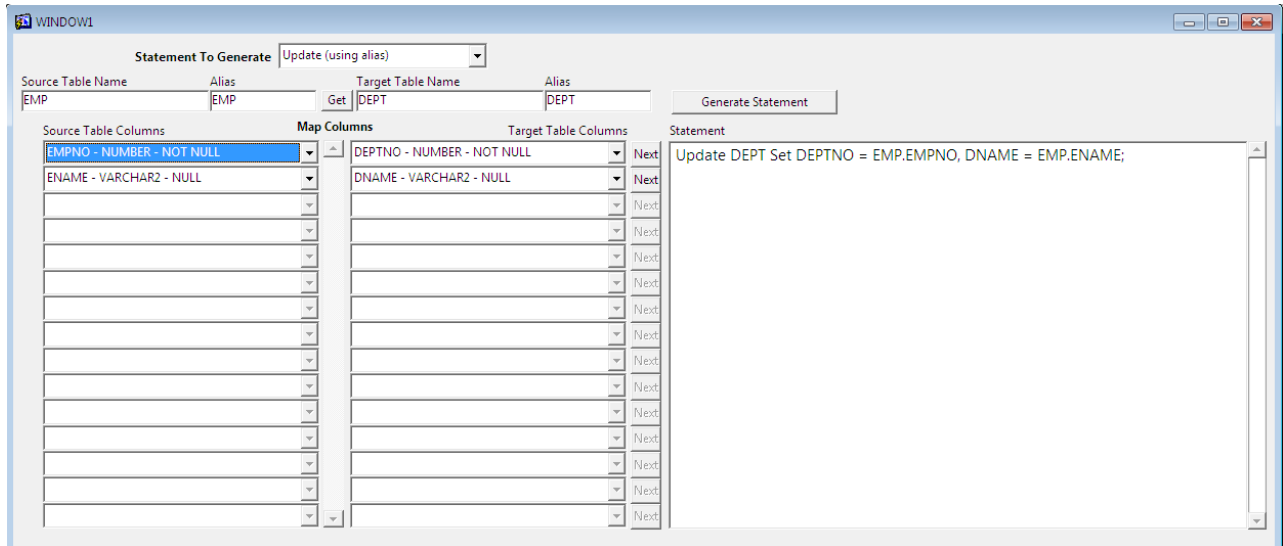 WINDOW1
Statement To Generate Update (using alias)
Source Table Name Alias Target Table Name Alias
EMP EMP Get DEPT DEPT Generate Statement
Source Table Columns Map Columns Target Table Columns Statement
EMPNO - NUMBER - NOT NULL DEPTNO - NUMBER - NOT NULL Next Update DEPT Set DEPTNO = EMP.EMPNO, DNAME = EMP.ENAME;
ENAME - VARCHAR2 - NULL DNAME - VARCHAR2 - NULL Next
Next
Next
Next
Next
Next
Next
Next
Next
Next
Next
Next
Next
Next